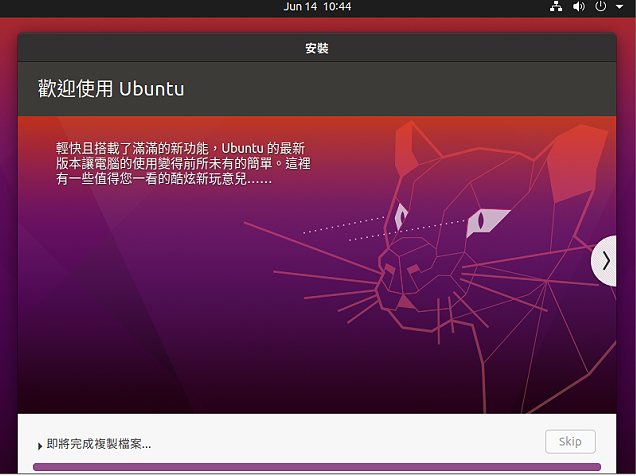 Jun 14 10:44
安裝
歡迎使用 Ubuntu
輕快且搭載了滿滿的新功能，Ubuntu 的最新
版本讓電腦的使用變得前所未有的簡單。這裡
有一些值得您一看的酷炫新玩意兒……
即將完成複製檔案...
Skip